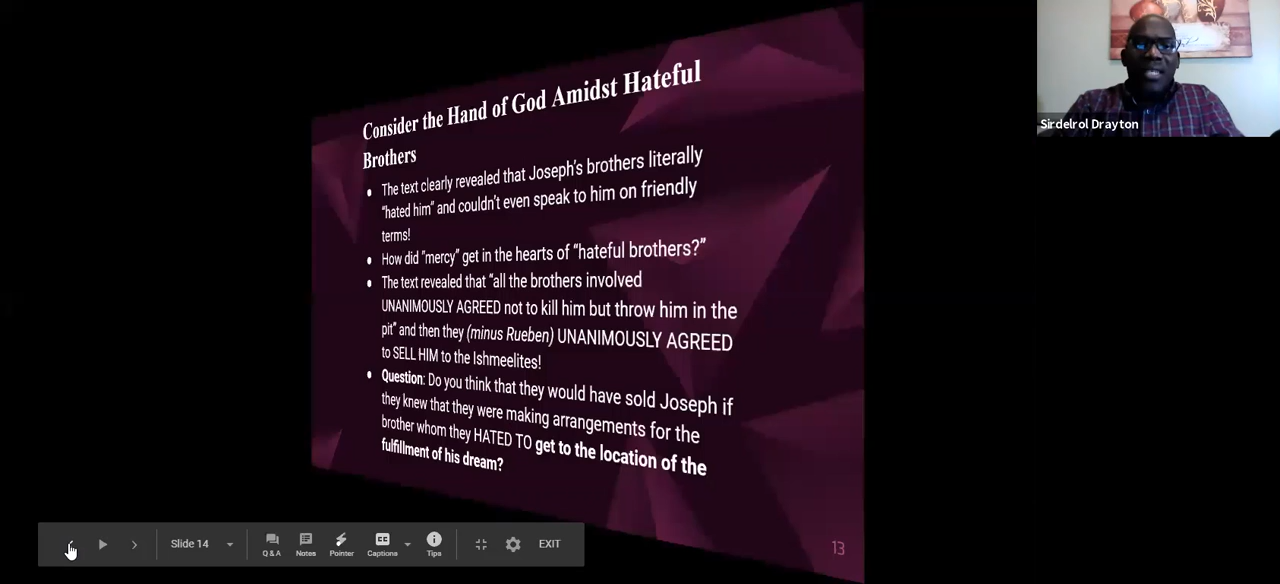 Consider the Hand of God Amidst Hateful
Brothers
The text clearly revealed that Joseph's brothers literally
"hated him" and couldn't even speak to him on friendly
terms!
How did "mercy" get in the hearts of "hateful brothers?"
The text revealed that "all the brothers involved
UNANIMOUSLY AGREED not to kill him but throw him in the
pit" and then they (minus Rueben) UNANIMOUSLY AGREED
to SELL HIM to the Ishmeelites!
Question: Do you think that they would have sold Joseph if
they knew that they were making arrangements for the
brother whom they HATED TO get to the location of the
fulfillment of his dream?
13
Sirdelrol Drayton
Slide 14
Q & A
Notes
Pointer
CC
Captions
Tips
EXIT